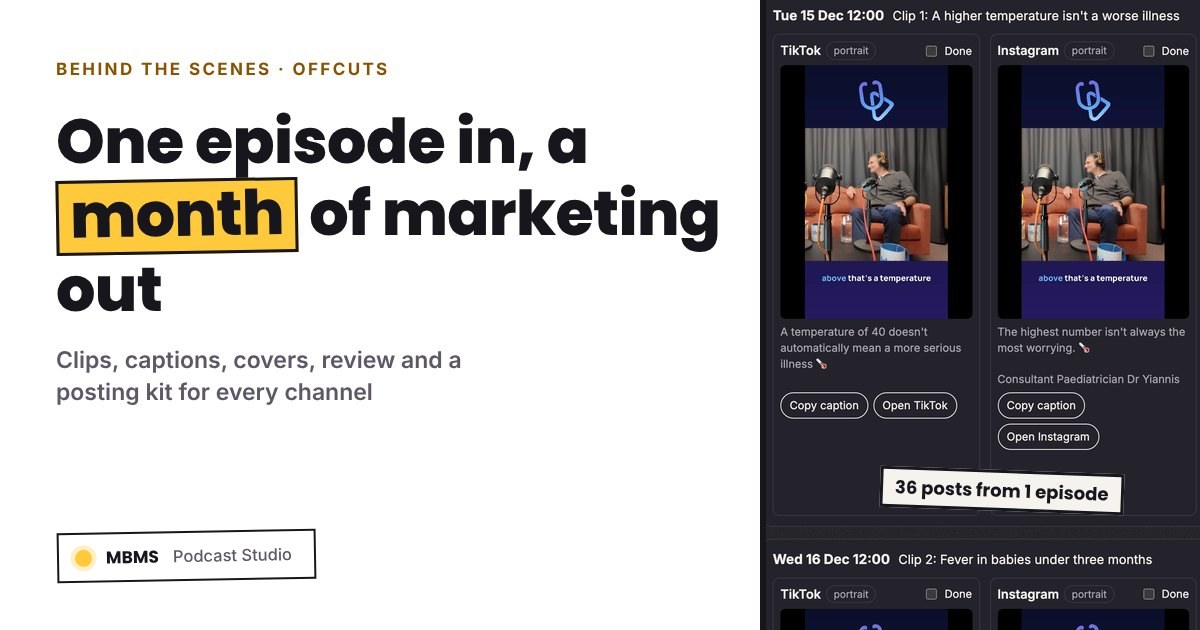 BEHIND THE SCENES · OFFCUTS
One episode in, a
month of marketing
out
Clips, captions, covers, review and a
posting kit for every channel
MBMS Podcast Studio
Tue 15 Dec 12:00 Clip 1: A higher temperature isn't a worse illness
TikTok portrait Done
above that's a temperature
A temperature of 40 doesn't
automatically mean a more serious
illness
Copy caption Open TikTok
Instagram portrait Done
above that's a temperature
The highest number isn't always the
most worrying.
Consultant Paediatrician Dr Yiannis
Copy caption
Open Instagram
36 posts from 1 episode
Wed 16 Dec 12:00 Clip 2: Fever in babies under three months
TikTok portrait Done
Instagram portrait Done